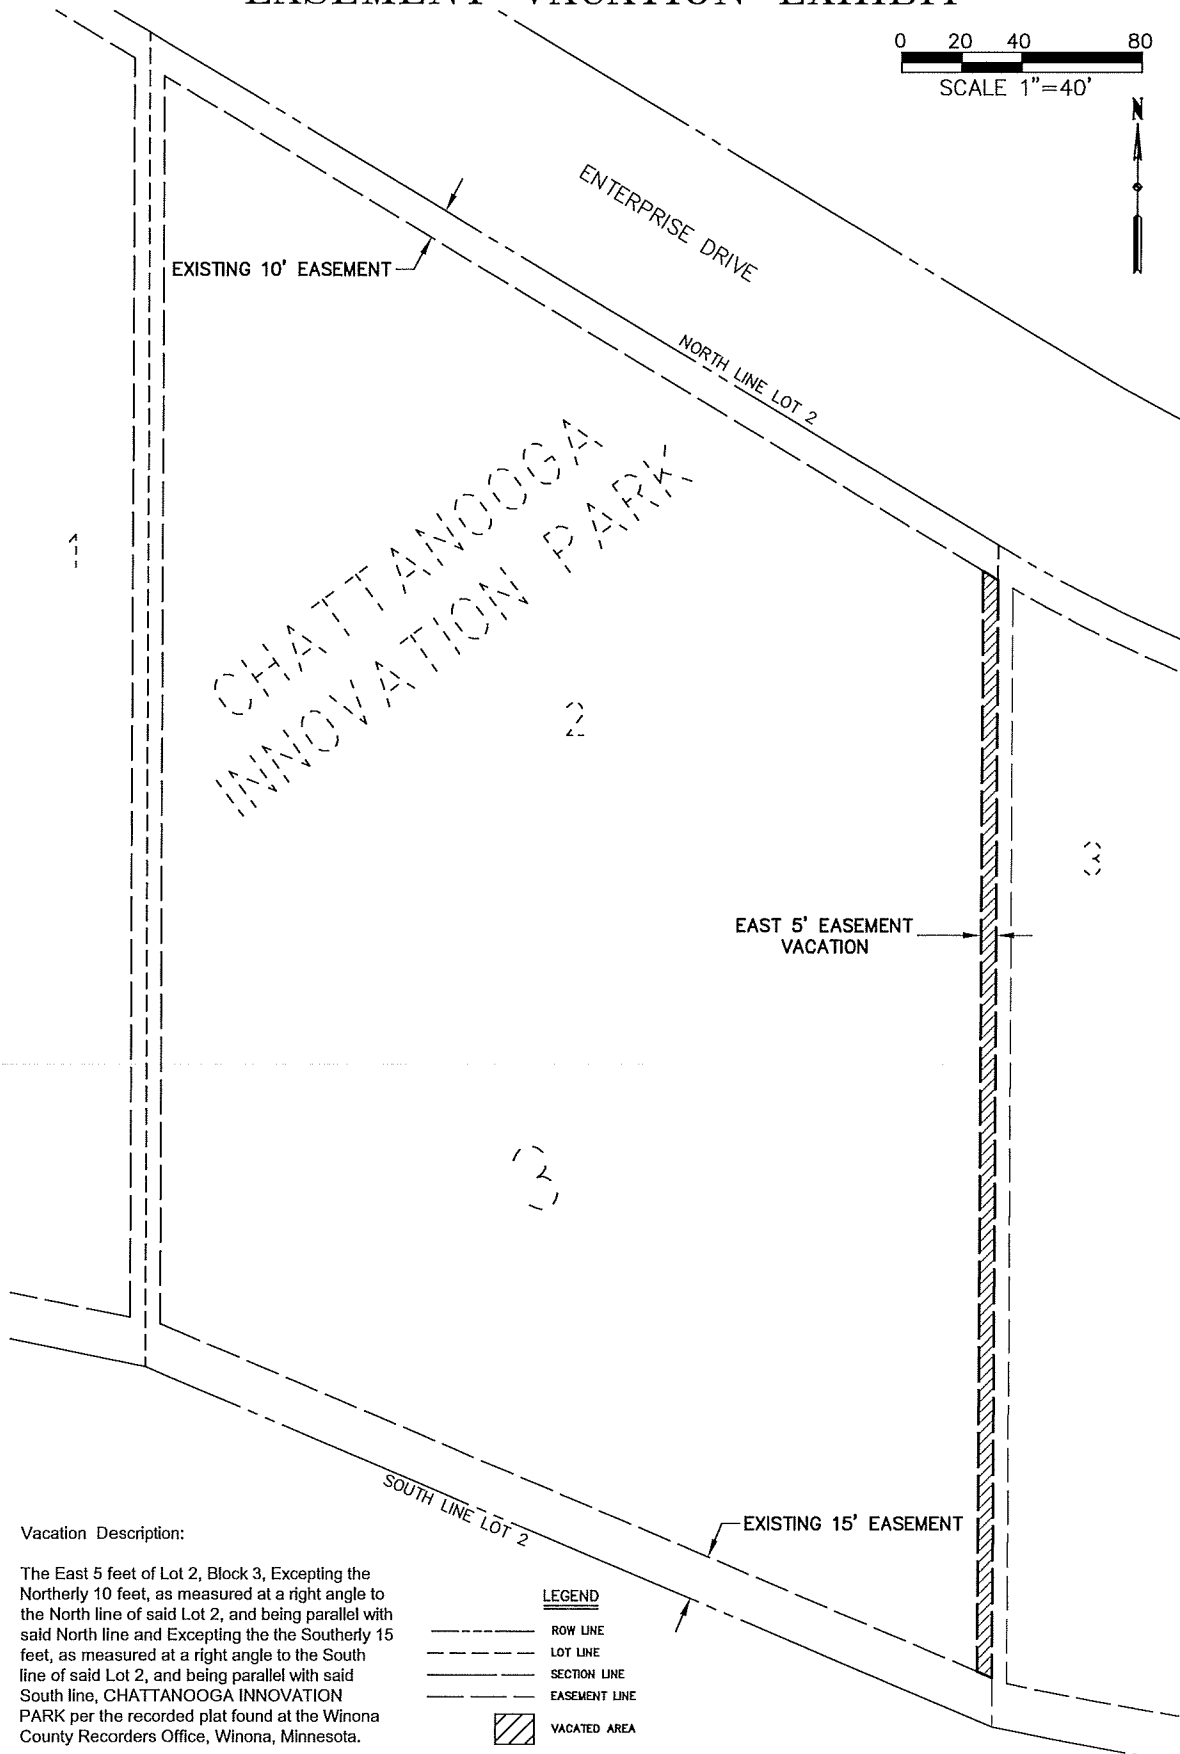 EASEMENT VACATION EXHIBIT
0 20 40 80
SCALE 1"=40'
N
ENTERPRISE DRIVE
EXISTING 10' EASEMENT
NORTH LINE LOT 2
CHATTANOOGA
INNOVATION PARK
1
2
3
EAST 5' EASEMENT
VACATION
3
SOUTH LINE LOT 2
EXISTING 15' EASEMENT
Vacation Description:
The East 5 feet of Lot 2, Block 3, Excepting the
Northerly 10 feet, as measured at a right angle to
the North line of said Lot 2, and being parallel with
said North line and Excepting the the Southerly 15
feet, as measured at a right angle to the South
line of said Lot 2, and being parallel with said
South line, CHATTANOOGA INNOVATION
PARK per the recorded plat found at the Winona
County Recorders Office, Winona, Minnesota.
LEGEND
ROW LINE
LOT LINE
SECTION LINE
EASEMENT LINE
VACATED AREA